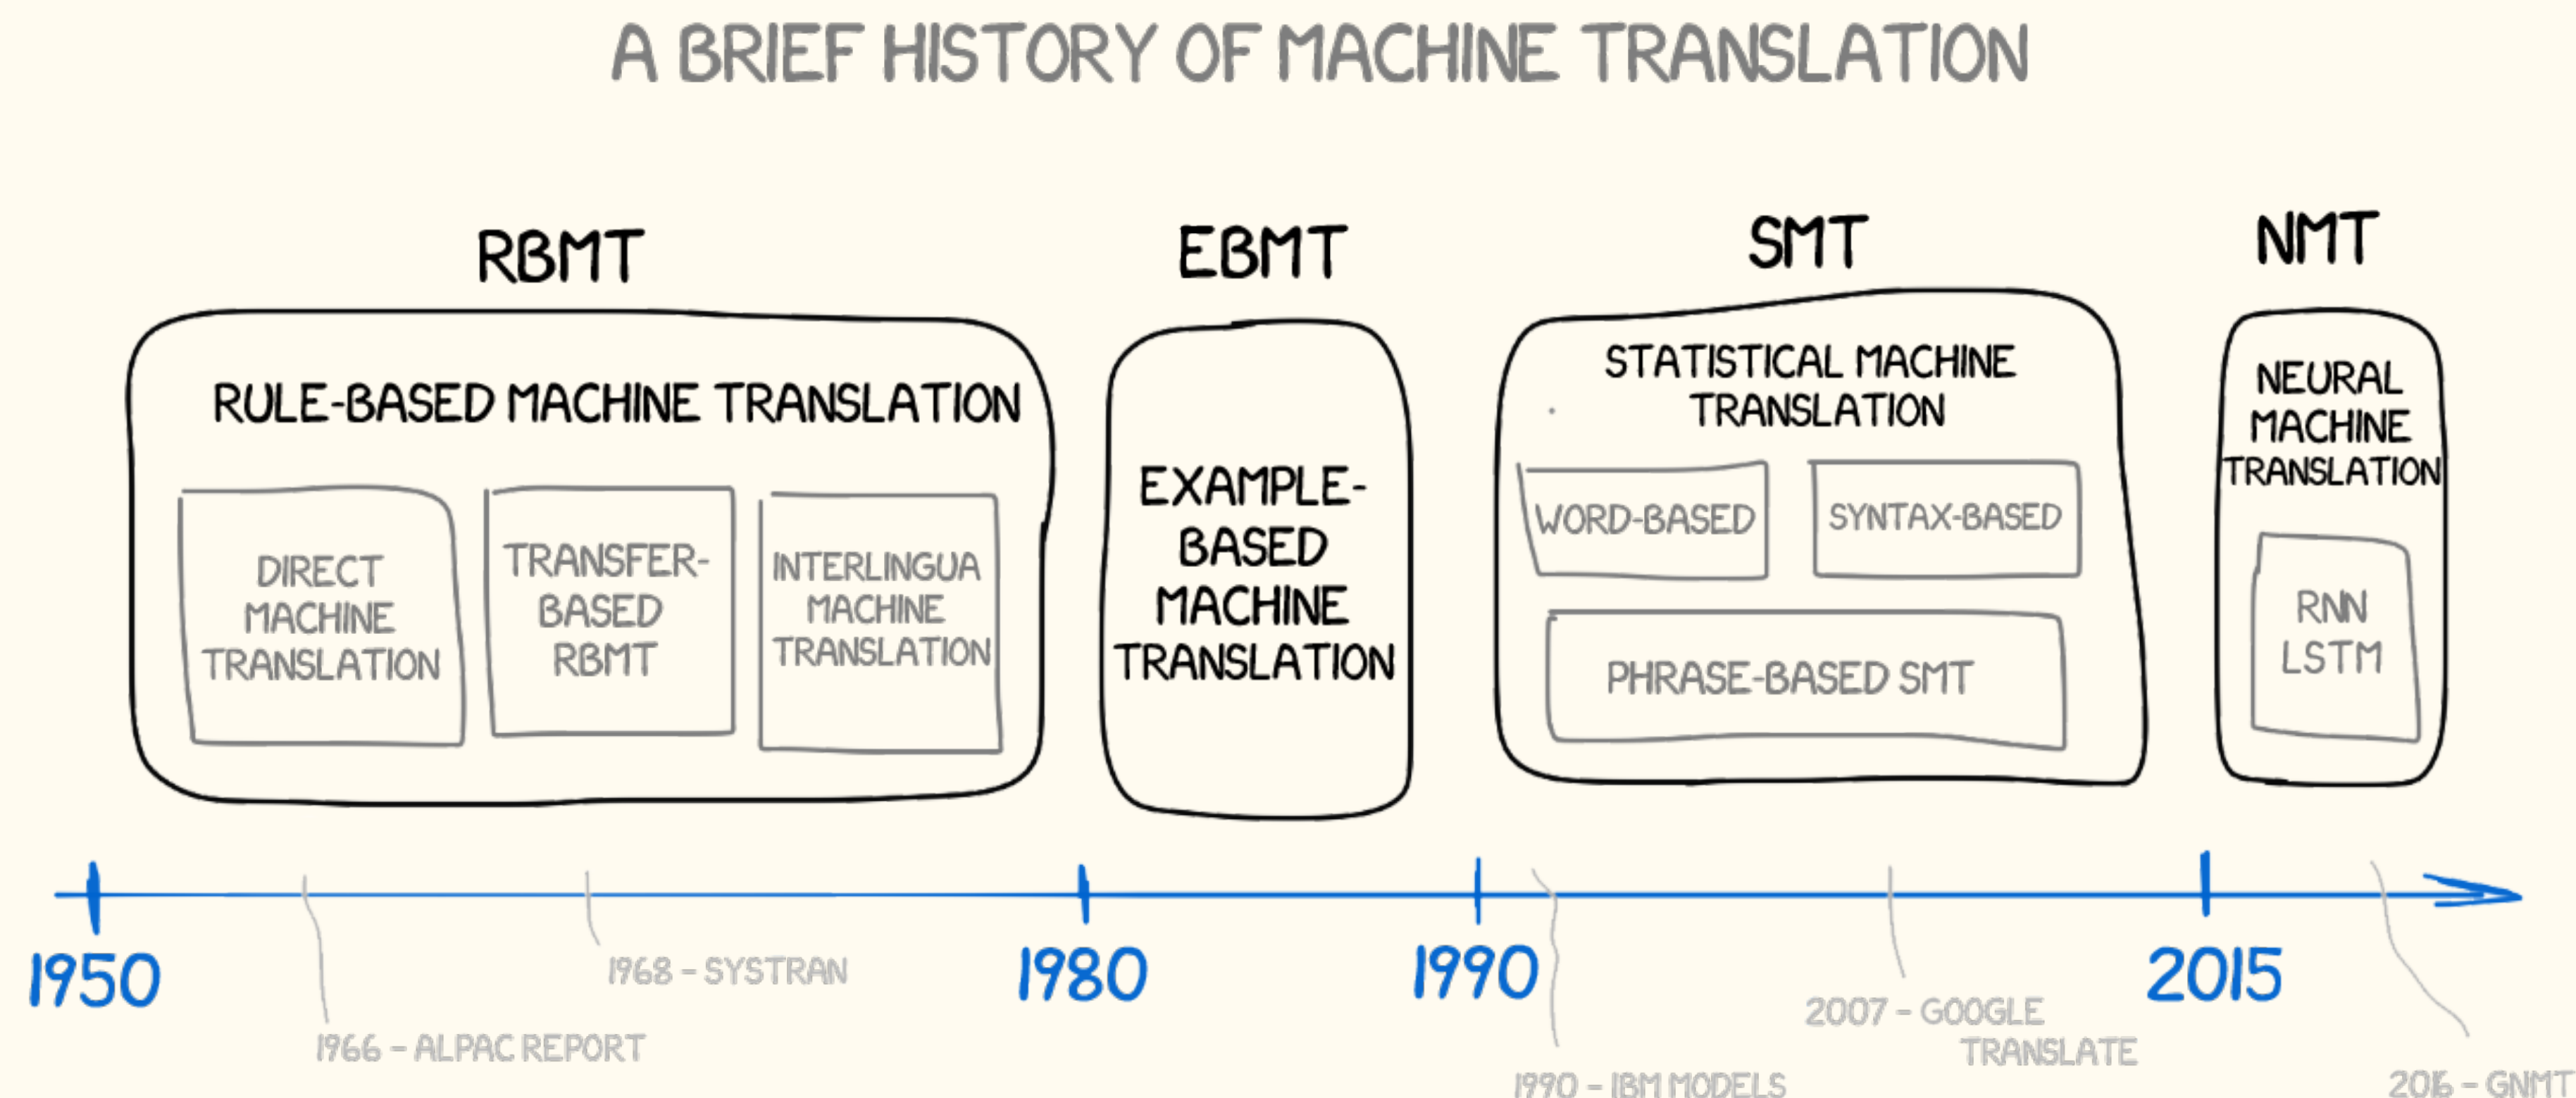 A BRIEF HISTORY OF MACHINE TRANSLATION
RBMT
RULE-BASED MACHINE TRANSLATION
DIRECT
MACHINE
TRANSLATION
TRANSFER-
BASED
RBMT
INTERLINGUA
MACHINE
TRANSLATION
EBMT
EXAMPLE-
BASED
MACHINE
TRANSLATION
SMT
STATISTICAL MACHINE
TRANSLATION
WORD-BASED
SYNTAX-BASED
PHRASE-BASED SMT
NMT
NEURAL
MACHINE
TRANSLATION
RNN
LSTM
1950
1966 - ALPAC REPORT
1968 - SYSTRAN
1980
1990
1990 - IBM MODELS
2007 - GOOGLE
TRANSLATE
2015
2016 - GNMT